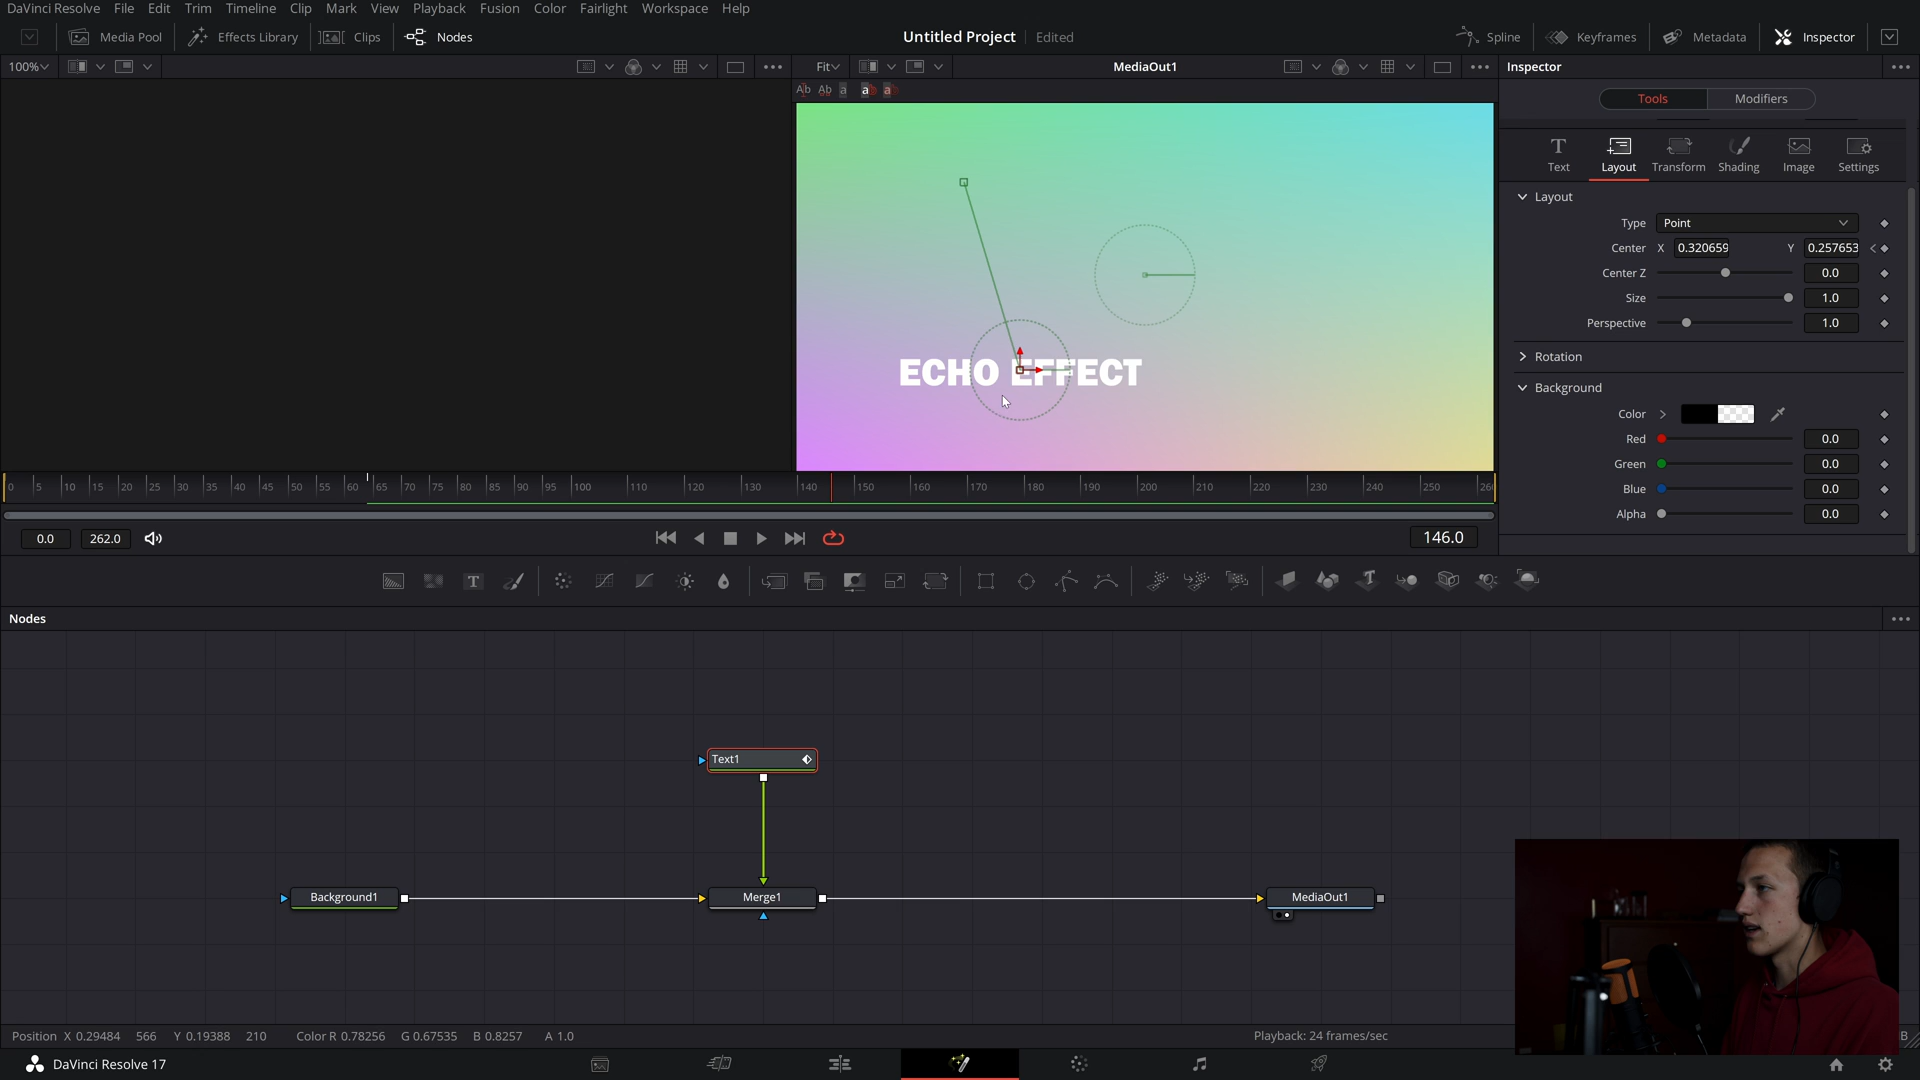 DaVinci Resolve File Edit Trim Timeline Clip Mark View Playback Fusion Color Fairlight Workspace Help
Media Pool Effects Library Clips Nodes Untitled Project Edited Spline Keyframes Metadata Inspector
100% Fit MediaOut1 Inspector
Tools Modifiers
Text Layout Transform Shading Image Settings
Layout
Type Point
Center X 0.320659 Y 0.257653
Center Z 0.0
Size 1.0
Perspective 1.0
Rotation
Background
Color
Red 0.0
Green 0.0
Blue 0.0
Alpha 0.0
ECHO EFFECT
0 5 10 15 20 25 30 35 40 45 50 55 60 65 70 75 80 85 90 95 100 110 120 130 140 150 160 170 180 190 200 210 220 230 240 250
0.0 262.0 146.0
Nodes
Text1
Background1 Merge1 MediaOut1
Position X 0.29484 566 Y 0.19388 210 Color R 0.78256 G 0.67535 B 0.8257 A 1.0 Playback: 24 frames/sec
DaVinci Resolve 17